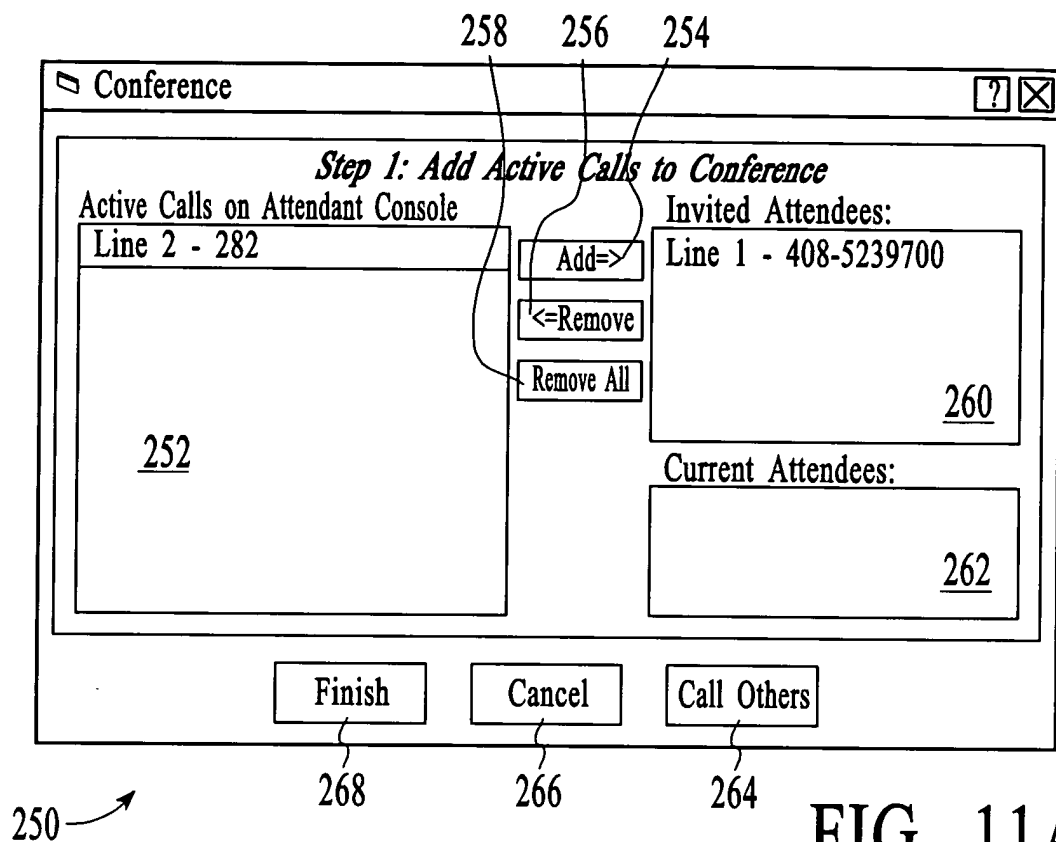 258 256 254
Conference ?
Step 1: Add Active Calls to Conference
Active Calls on Attendant Console
Invited Attendees:
Line 2 - 282
Add=>
Line 1 - 408-5239700
<=Remove
Remove All
260
252
Current Attendees:
262
Finish Cancel Call Others
268 266 264
250
FIG. 11A